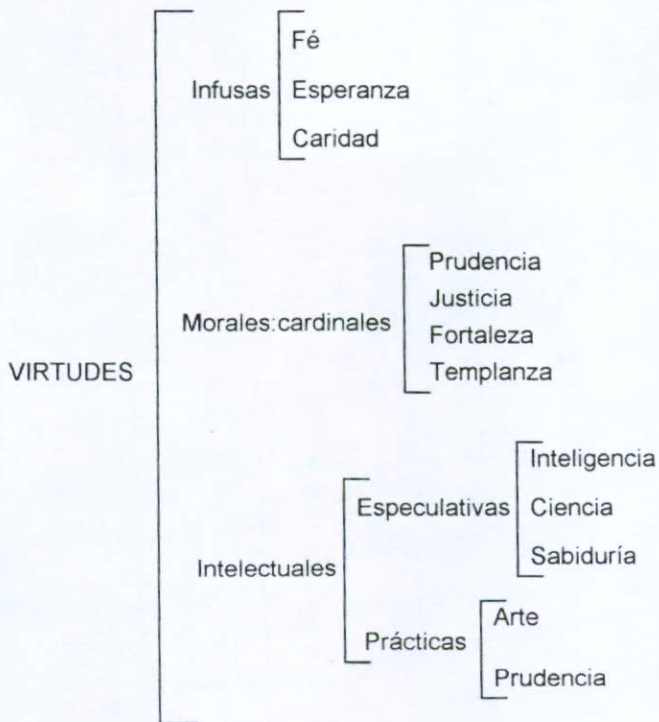 Fé
Infusas
Esperanza
Caridad
Prudencia
Justicia
Morales:cardinales
Fortaleza
Templanza
VIRTUDES
Inteligencia
Especulativas
Ciencia
Sabiduría
Intelectuales
Arte
Prácticas
Prudencia